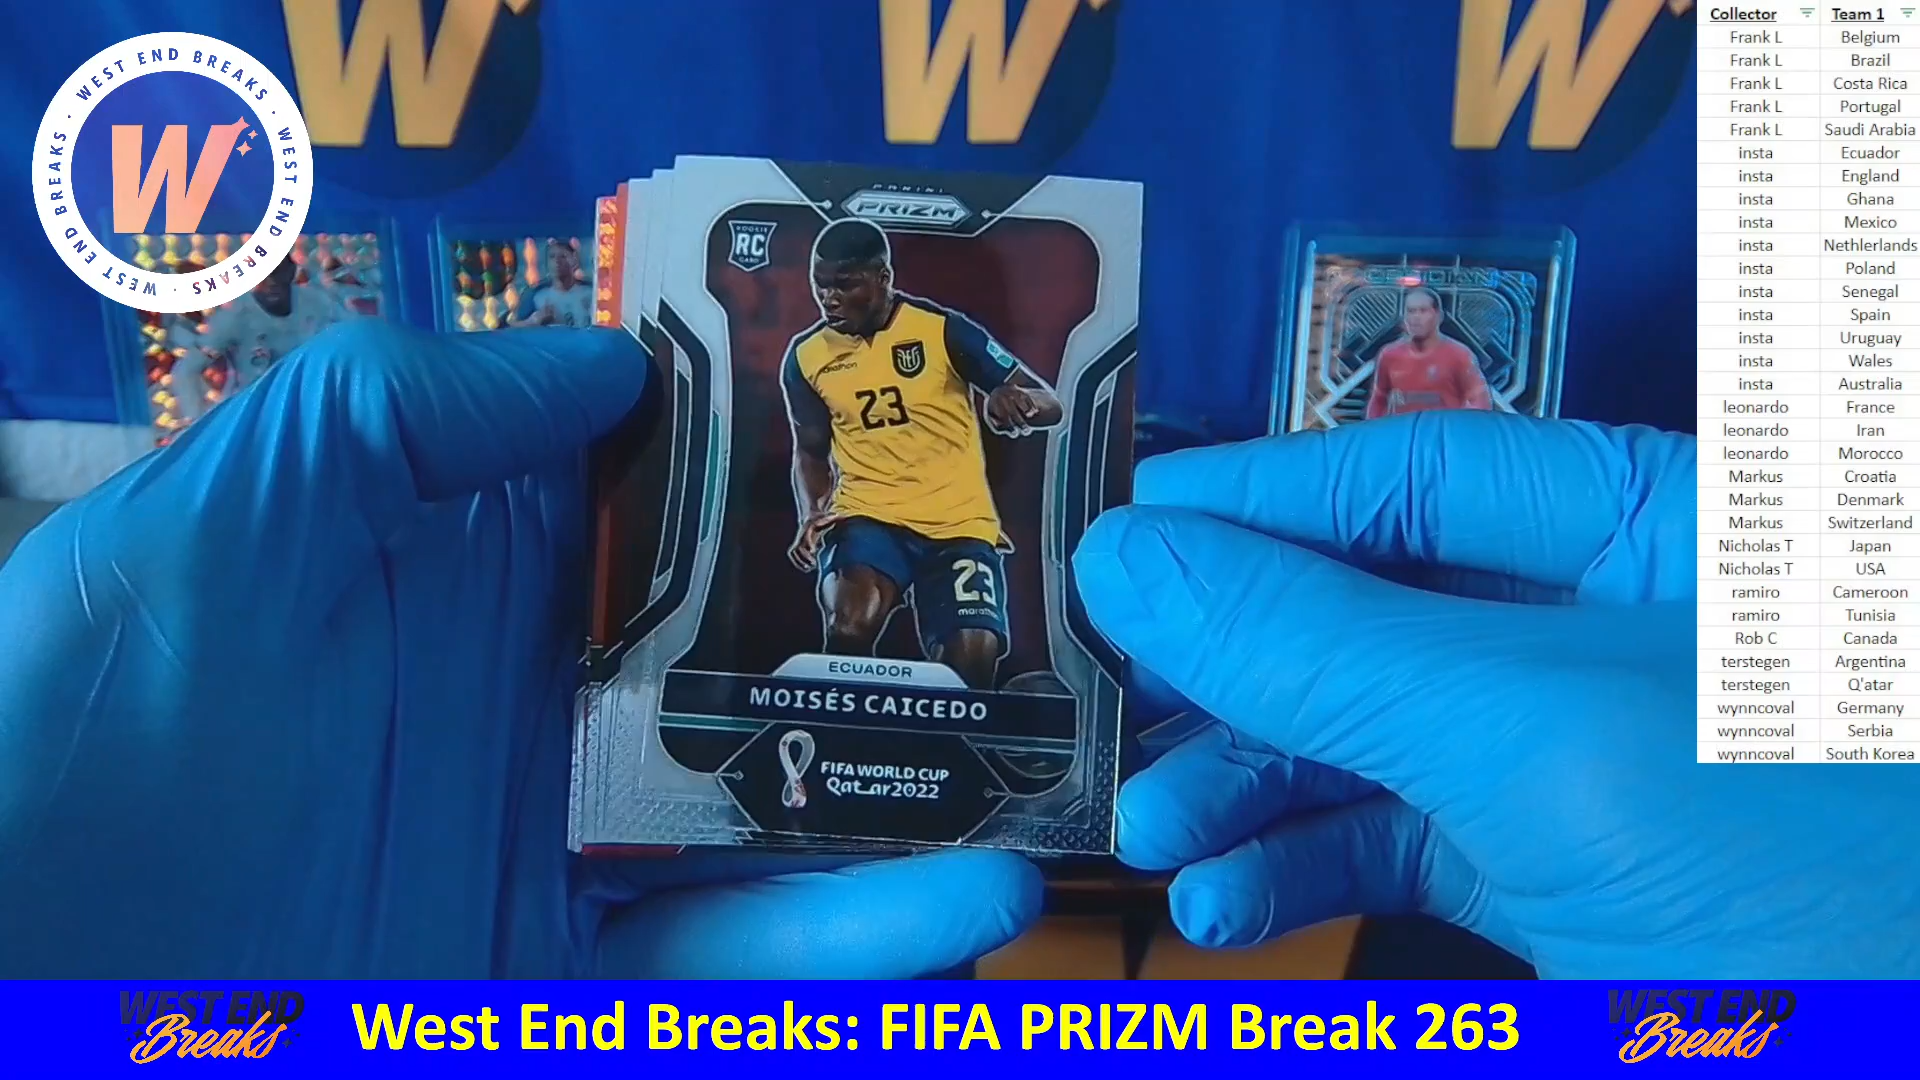 WEST END BREAKS · WEST END BREAKS · WEST END BREAKS ·
W
PANINI
PRIZM
ROOKIE
RC
CARD
marathon
23
23
marathon
ECUADOR
MOISÉS CAICEDO
FIFA WORLD CUP
Qatar2022
OBSIDIAN
Collector Team 1
Frank L Belgium
Frank L Brazil
Frank L Costa Rica
Frank L Portugal
Frank L Saudi Arabia
insta Ecuador
insta England
insta Ghana
insta Mexico
insta Nethlerlands
insta Poland
insta Senegal
insta Spain
insta Uruguay
insta Wales
insta Australia
leonardo France
leonardo Iran
leonardo Morocco
Markus Croatia
Markus Denmark
Markus Switzerland
Nicholas T Japan
Nicholas T USA
ramiro Cameroon
ramiro Tunisia
Rob C Canada
terstegen Argentina
terstegen Q'atar
wynncoval Germany
wynncoval Serbia
wynncoval South Korea
WEST END
Breaks
West End Breaks: FIFA PRIZM Break 263
WEST END
Breaks